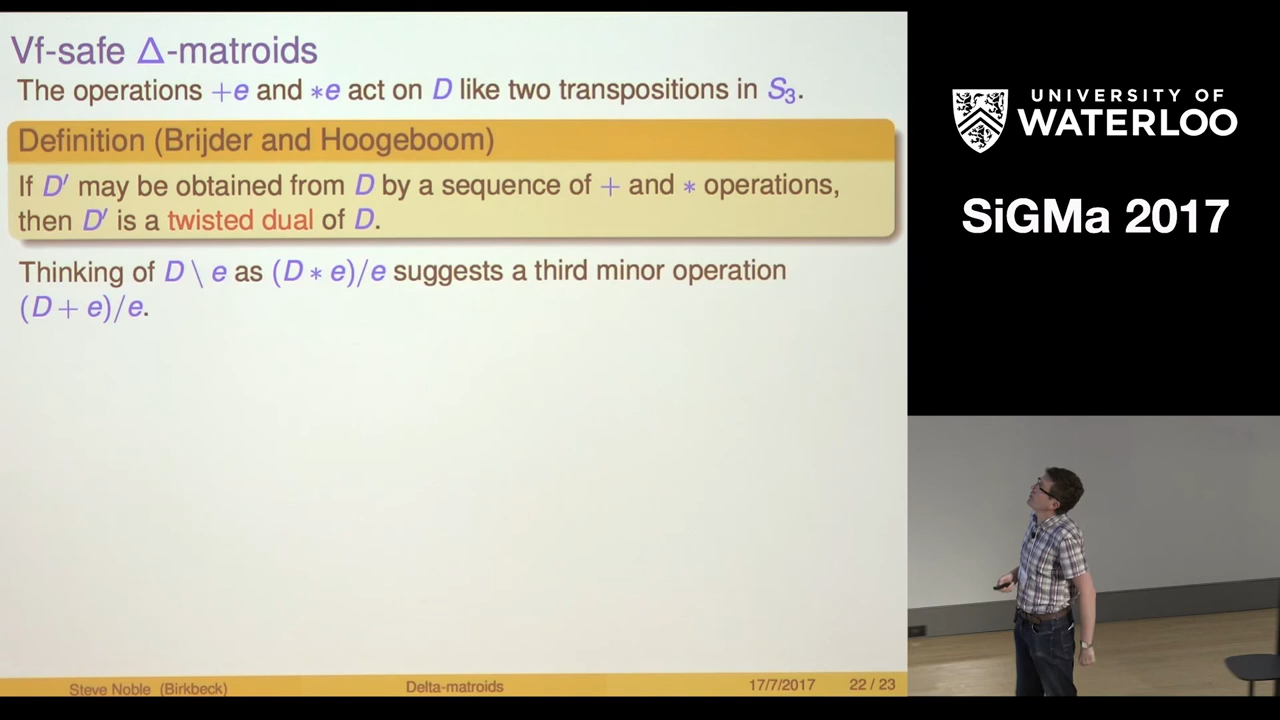 Vf-safe Δ-matroids
The operations +e and ∗e act on D like two transpositions in S₃.
Definition (Brijder and Hoogeboom)
If D′ may be obtained from D by a sequence of + and ∗ operations,
then D′ is a twisted dual of D.
Thinking of D \ e as (D ∗ e)/e suggests a third minor operation
(D + e)/e.
Steve Noble (Birkbeck)
Delta-matroids
17/7/2017
22 / 23
UNIVERSITY OF
WATERLOO
SiGMa 2017